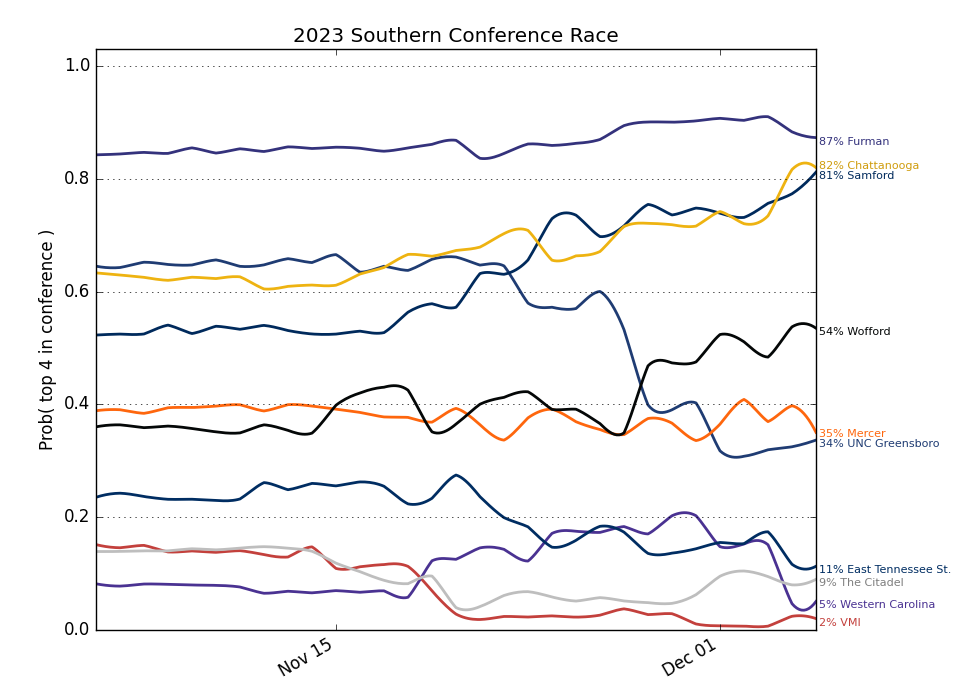 2023 Southern Conference Race
Prob( top 4 in conference )
1.0
0.8
0.6
0.4
0.2
0.0
Nov 15
Dec 01
87% Furman
82% Chattanooga
81% Samford
54% Wofford
35% Mercer
34% UNC Greensboro
11% East Tennessee St.
9% The Citadel
5% Western Carolina
2% VMI